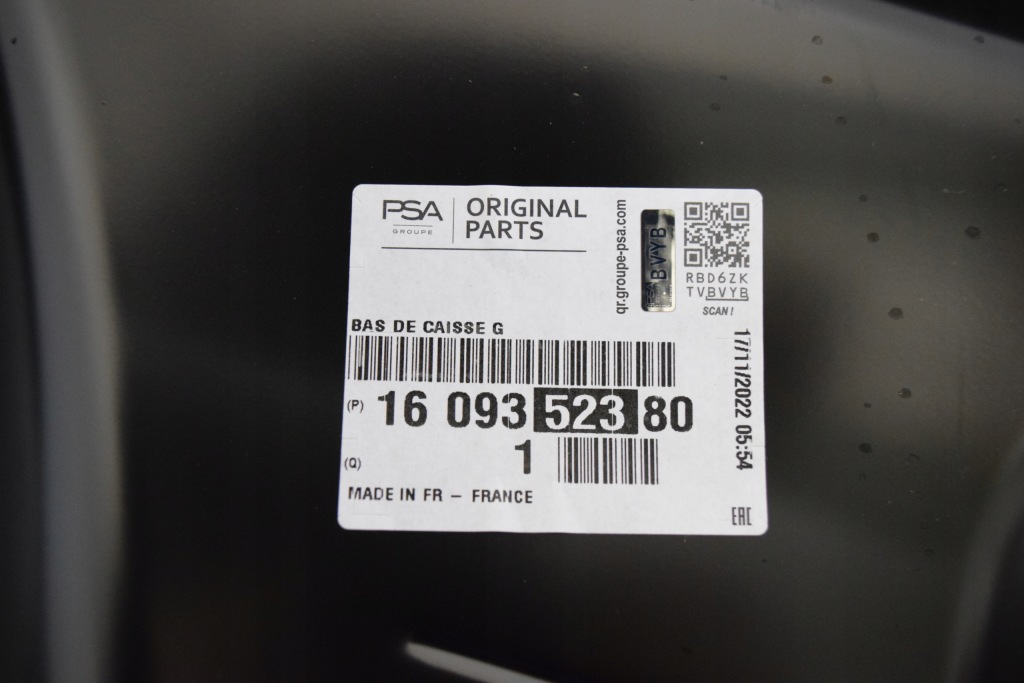 PSA
GROUPE
ORIGINAL
PARTS
qr.groupe-psa.com
BVYB
RBD6ZK
TVBVYB
SCAN!
BAS DE CAISSE G
(P) 16 093 523 80
(Q) 1
MADE IN FR – FRANCE
17/11/2022 05:54
EAC